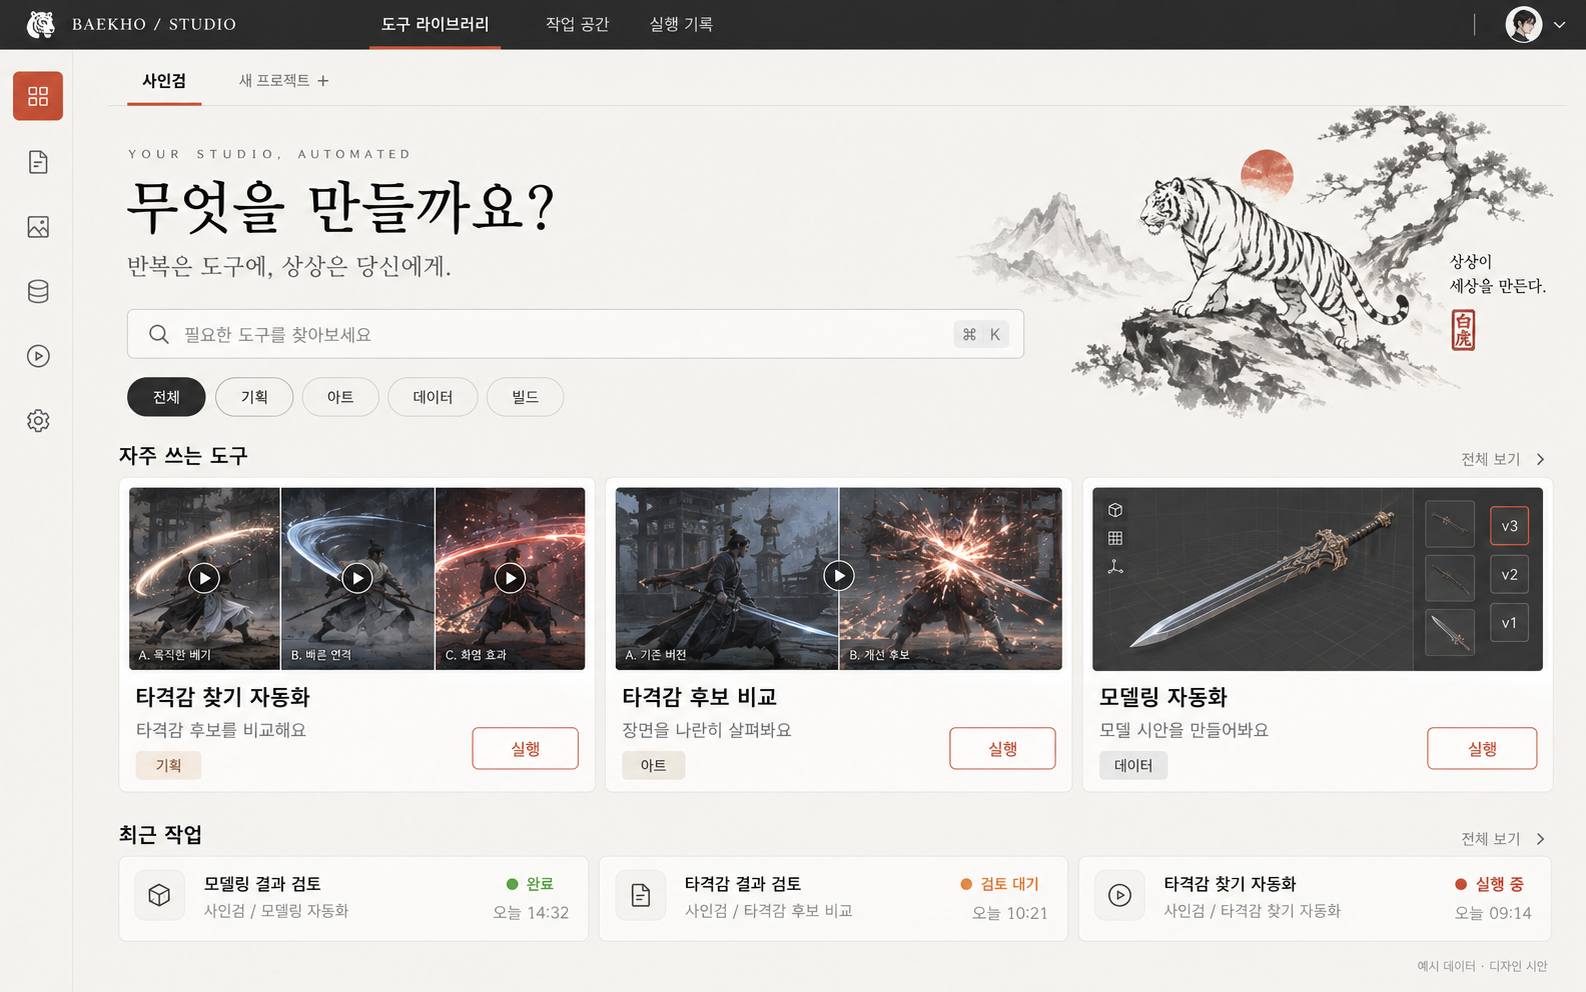 BAEKHO / STUDIO
도구 라이브러리
작업 공간
실행 기록
사인검
새 프로젝트 +
YOUR STUDIO, AUTOMATED
무엇을 만들까요?
반복은 도구에, 상상은 당신에게.
필요한 도구를 찾아보세요
⌘ K
전체
기획
아트
데이터
빌드
상상이
세상을 만든다.
白虎
자주 쓰는 도구
전체 보기
A. 묵직한 베기
B. 빠른 연격
C. 화염 효과
타격감 찾기 자동화
타격감 후보를 비교해요
기획
실행
A. 기존 버전
B. 개선 후보
타격감 후보 비교
장면을 나란히 살펴봐요
아트
실행
v3
v2
v1
모델링 자동화
모델 시안을 만들어봐요
데이터
실행
최근 작업
전체 보기
모델링 결과 검토
사인검 / 모델링 자동화
완료
오늘 14:32
타격감 결과 검토
사인검 / 타격감 후보 비교
검토 대기
오늘 10:21
타격감 찾기 자동화
사인검 / 타격감 찾기 자동화
실행 중
오늘 09:14
예시 데이터 · 디자인 시안